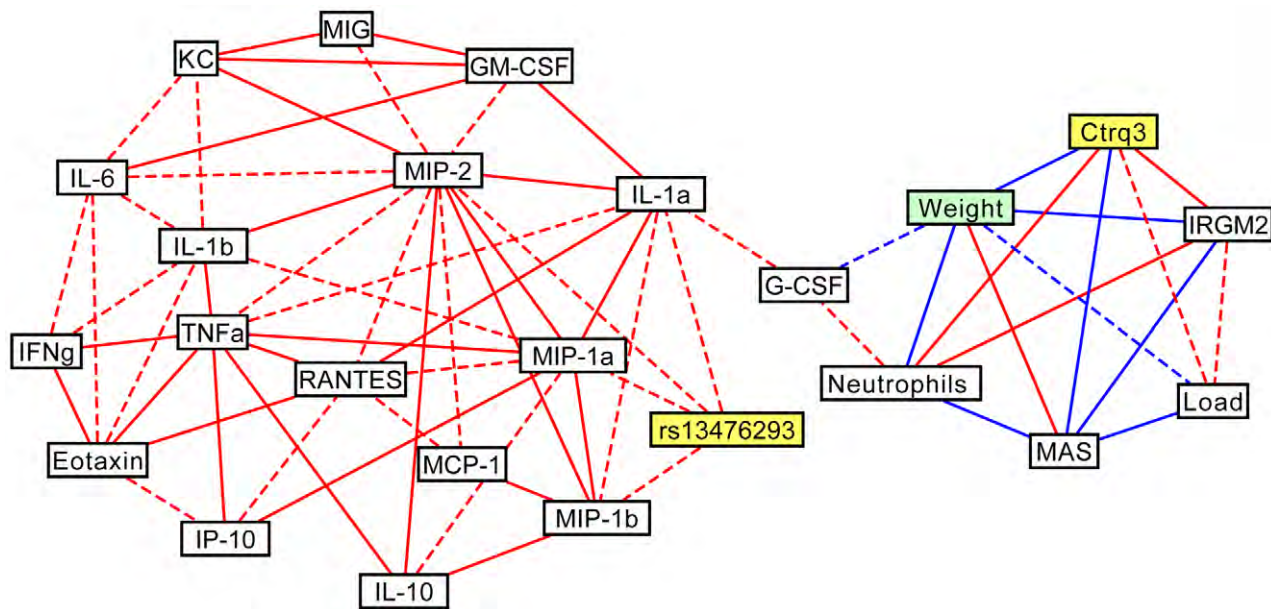 MIG
KC
GM-CSF
Ctrq3
IL-6
MIP-2
IL-1a
Weight
IRGM2
IL-1b
G-CSF
TNFa
IFNg
MIP-1a
RANTES
Neutrophils
Load
rs13476293
Eotaxin
MCP-1
MAS
MIP-1b
IP-10
IL-10